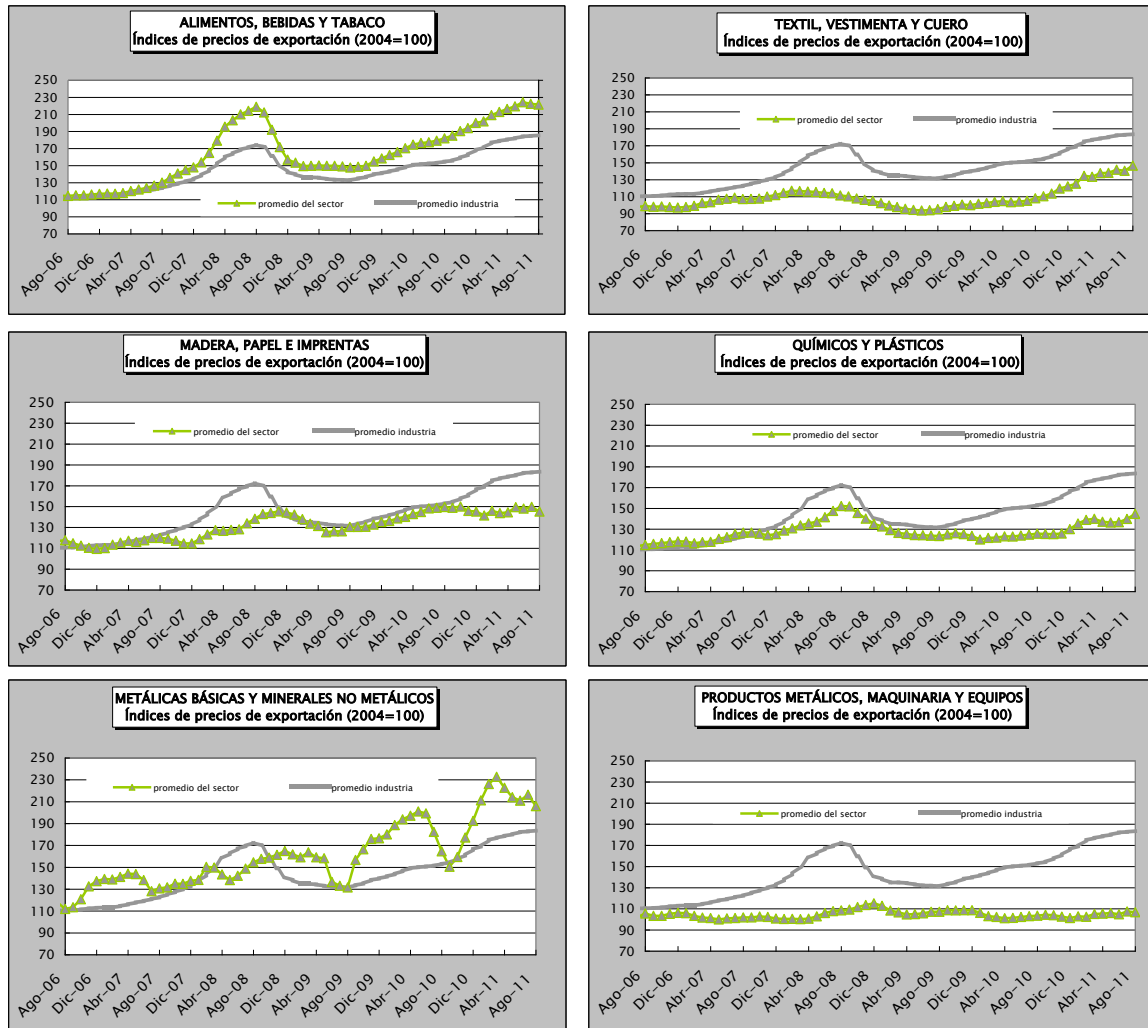 ALIMENTOS, BEBIDAS Y TABACO
Índices de precios de exportación (2004=100)
250
230
210
190
170
150
130
110
90
70
promedio del sector
promedio industria
Ago-06
Dic-06
Abr-07
Ago-07
Dic-07
Abr-08
Ago-08
Dic-08
Abr-09
Ago-09
Dic-09
Abr-10
Ago-10
Dic-10
Abr-11
Ago-11
TEXTIL, VESTIMENTA Y CUERO
Índices de precios de exportación (2004=100)
250
230
210
190
170
150
130
110
90
70
promedio del sector
promedio industria
Ago-06
Dic-06
Abr-07
Ago-07
Dic-07
Abr-08
Ago-08
Dic-08
Abr-09
Ago-09
Dic-09
Abr-10
Ago-10
Dic-10
Abr-11
Ago-11
MADERA, PAPEL E IMPRENTAS
Índices de precios de exportación (2004=100)
250
230
210
190
170
150
130
110
90
70
promedio del sector
promedio industria
Ago-06
Dic-06
Abr-07
Ago-07
Dic-07
Abr-08
Ago-08
Dic-08
Abr-09
Ago-09
Dic-09
Abr-10
Ago-10
Dic-10
Abr-11
Ago-11
QUÍMICOS Y PLÁSTICOS
Índices de precios de exportación (2004=100)
250
230
210
190
170
150
130
110
90
70
promedio del sector
promedio industria
Ago-06
Dic-06
Abr-07
Ago-07
Dic-07
Abr-08
Ago-08
Dic-08
Abr-09
Ago-09
Dic-09
Abr-10
Ago-10
Dic-10
Abr-11
Ago-11
METÁLICAS BÁSICAS Y MINERALES NO METÁLICOS
Índices de precios de exportación (2004=100)
250
230
210
190
170
150
130
110
90
70
promedio del sector
promedio industria
Ago-06
Dic-06
Abr-07
Ago-07
Dic-07
Abr-08
Ago-08
Dic-08
Abr-09
Ago-09
Dic-09
Abr-10
Ago-10
Dic-10
Abr-11
Ago-11
PRODUCTOS METÁLICOS, MAQUINARIA Y EQUIPOS
Índices de precios de exportación (2004=100)
250
230
210
190
170
150
130
110
90
70
promedio del sector
promedio industria
Ago-06
Dic-06
Abr-07
Ago-07
Dic-07
Abr-08
Ago-08
Dic-08
Abr-09
Ago-09
Dic-09
Abr-10
Ago-10
Dic-10
Abr-11
Ago-11